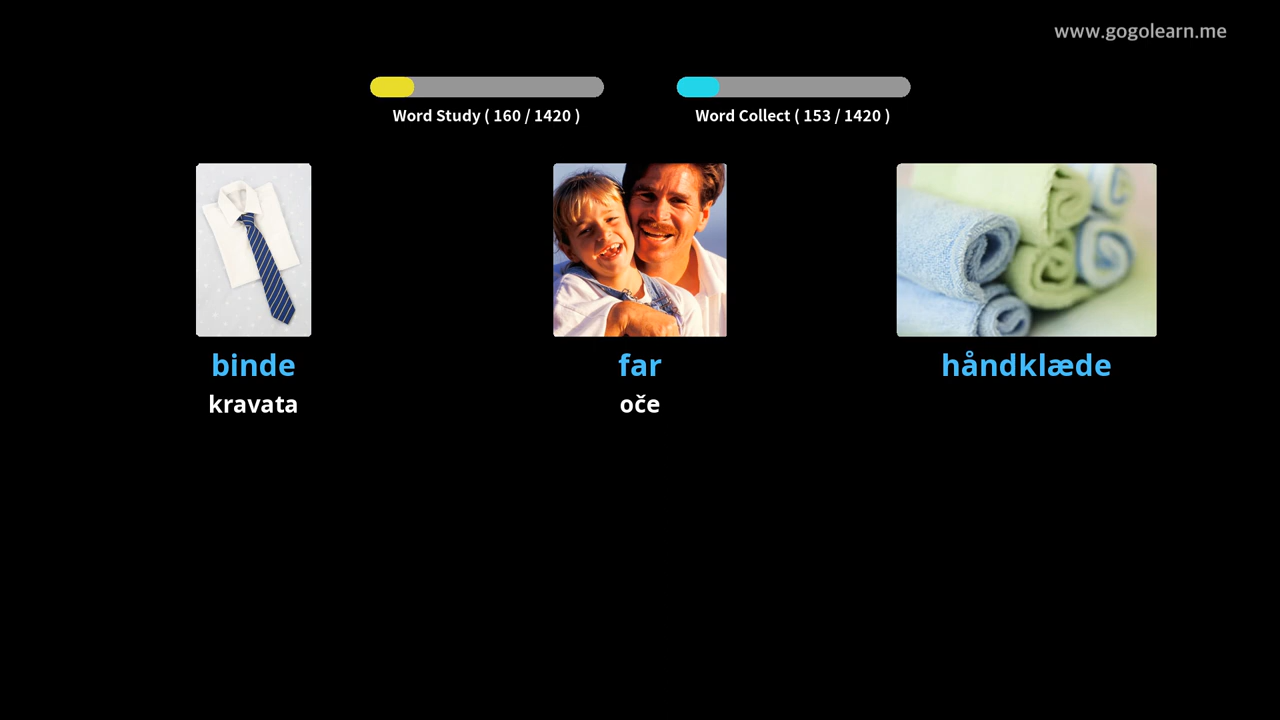 www.gogolearn.me
Word Study ( 160 / 1420 )
Word Collect ( 153 / 1420 )
binde
kravata
far
oče
håndklæde